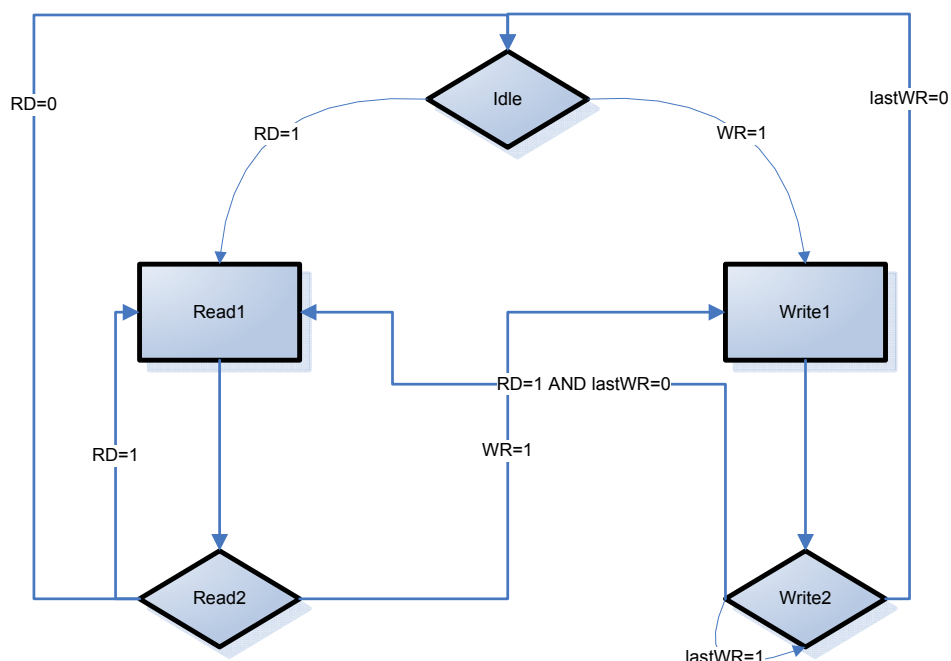 Idle
RD=0
lastWR=0
RD=1
WR=1
Read1
Write1
RD=1 AND lastWR=0
RD=1
WR=1
Read2
Write2
lastWR=1